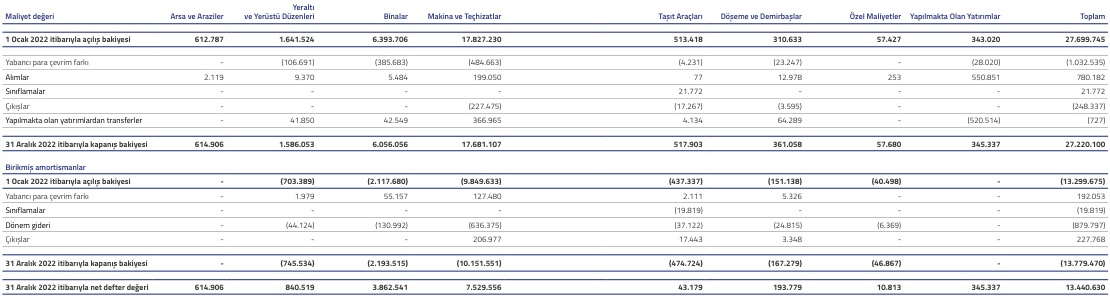 Maliyet değeri Arsa ve Araziler Yeraltı ve Yerüstü Düzenleri Binalar Makina ve Teçhizatlar Taşıt Araçları Döşeme ve Demirbaşlar Özel Maliyetler Yapılmakta Olan Yatırımlar Toplam
1 Ocak 2022 itibarıyla açılış bakiyesi 612.787 1.641.524 6.393.706 17.827.230 513.418 310.633 57.427 343.020 27.699.745
Yabancı para çevrim farkı - (106.691) (385.683) (484.663) (4.231) (23.247) - (28.020) (1.032.535)
Alımlar 2.119 9.370 5.484 199.050 77 12.978 253 550.851 780.182
Sınıflamalar - - - - 21.772 - - - 21.772
Çıkışlar - - - (227.475) (17.267) (3.595) - - (248.337)
Yapılmakta olan yatırımlardan transferler - 41.850 42.549 366.965 4.134 64.289 - (520.514) (727)
31 Aralık 2022 itibarıyla kapanış bakiyesi 614.906 1.586.053 6.056.056 17.681.107 517.903 361.058 57.680 345.337 27.220.100
Birikmiş amortismanlar
1 Ocak 2022 itibarıyla açılış bakiyesi - (703.389) (2.117.680) (9.849.633) (437.337) (151.138) (40.498) - (13.299.675)
Yabancı para çevrim farkı - 1.979 55.157 127.480 2.111 5.326 - - 192.053
Sınıflamalar - - - - (19.819) - - - (19.819)
Dönem gideri - (44.124) (130.992) (636.375) (37.122) (24.815) (6.369) - (879.797)
Çıkışlar - - - 206.977 17.443 3.348 - - 227.768
31 Aralık 2022 itibarıyla kapanış bakiyesi - (745.534) (2.193.515) (10.151.551) (474.724) (167.279) (46.867) - (13.779.470)
31 Aralık 2022 itibarıyla net defter değeri 614.906 840.519 3.862.541 7.529.556 43.179 193.779 10.813 345.337 13.440.630